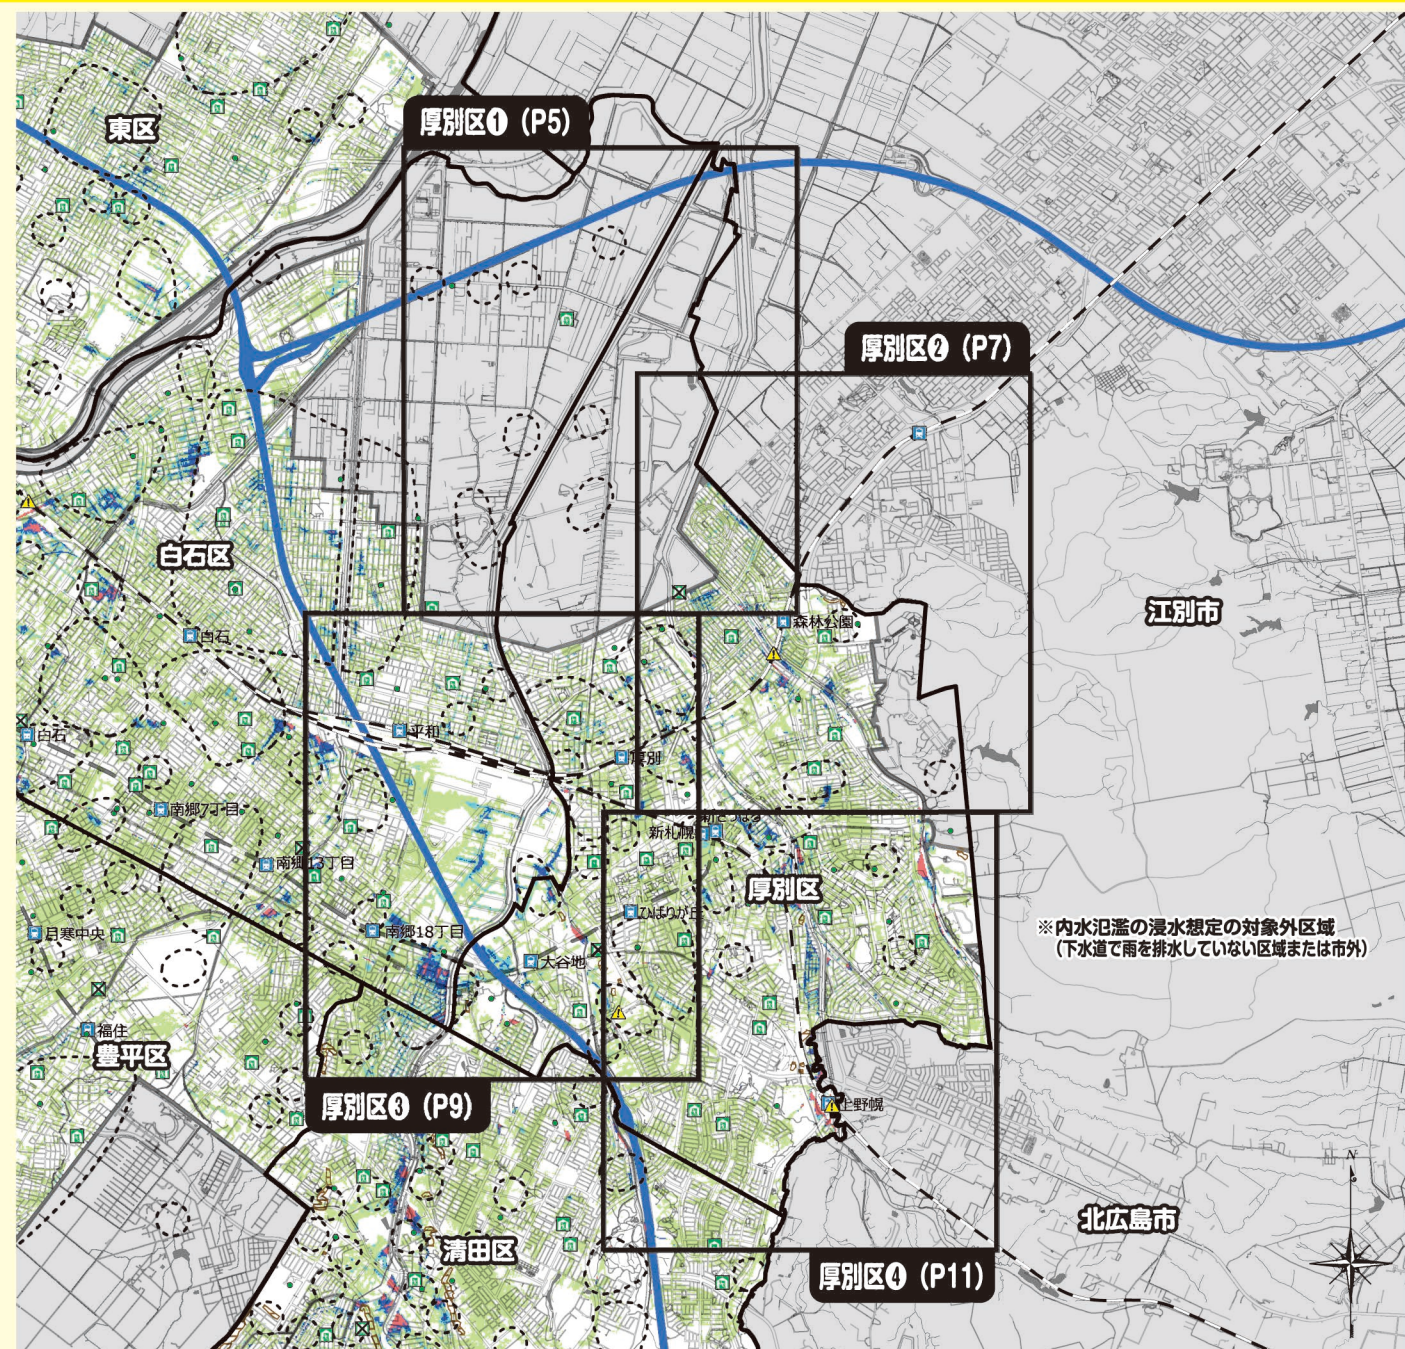 東区
厚別区❶（P5）
厚別区❷（P7）
白石区
江別市
森林公園
白石
平和
白石
厚別
南郷7丁目
新札幌
新さっぽろ
南郷13丁目
厚別区
ひばりが丘
月寒中央
南郷18丁目
大谷地
※内水氾濫の浸水想定の対象外区域
（下水道で雨を排水していない区域または市外）
福住
豊平区
厚別区❸（P9）
上野幌
N
北広島市
清田区
厚別区❹（P11）